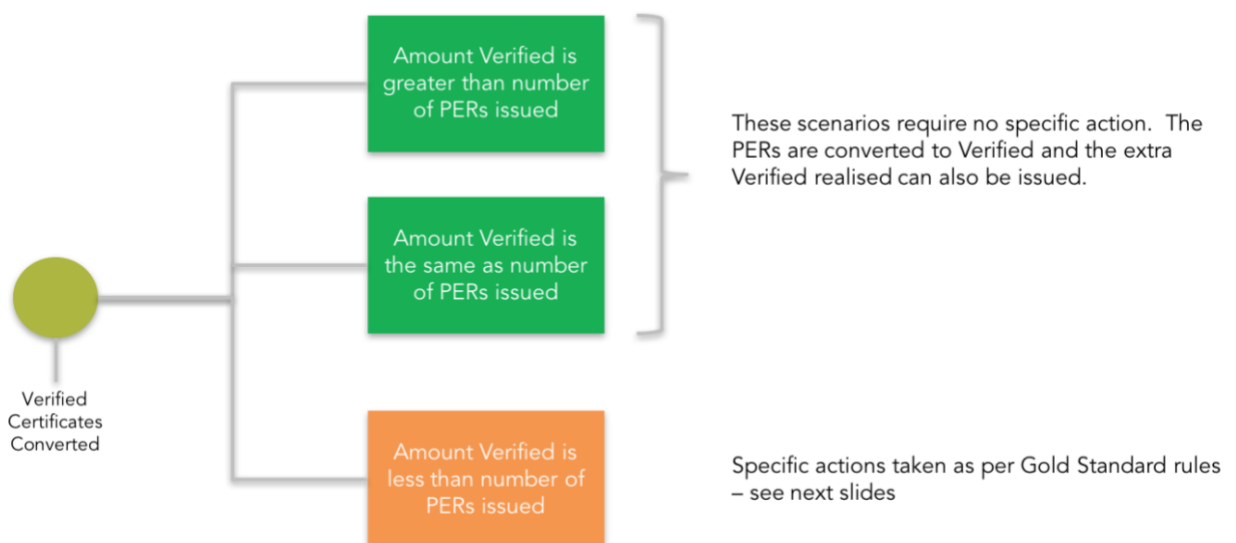 Amount Verified is
greater than number
of PERs issued
These scenarios require no specific action.  The
PERs are converted to Verified and the extra
Verified realised can also be issued.
Amount Verified is
the same as number
of PERs issued
Verified
Certificates
Converted
Amount Verified is
less than number of
PERs issued
Specific actions taken as per Gold Standard rules
– see next slides